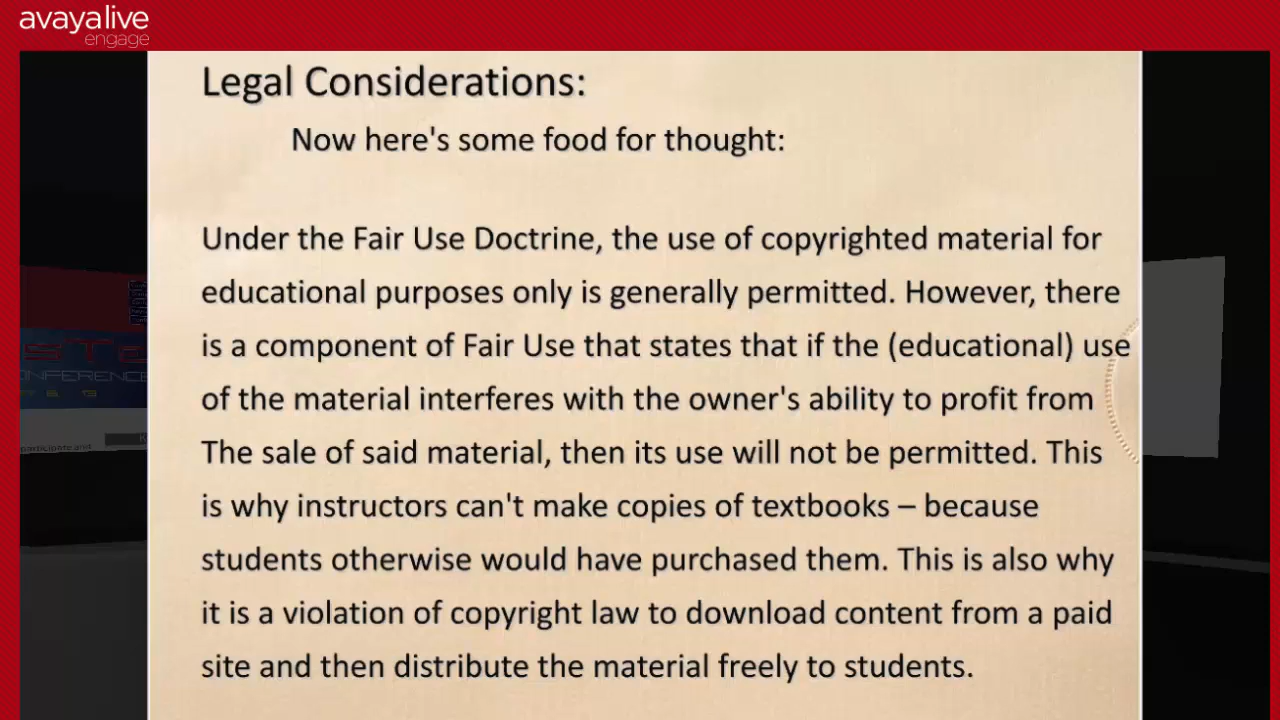 avayalive
engage
Legal Considerations:
Now here's some food for thought:
Under the Fair Use Doctrine, the use of copyrighted material for
educational purposes only is generally permitted. However, there
is a component of Fair Use that states that if the (educational) use
of the material interferes with the owner's ability to profit from
The sale of said material, then its use will not be permitted. This
is why instructors can't make copies of textbooks – because
students otherwise would have purchased them. This is also why
it is a violation of copyright law to download content from a paid
site and then distribute the material freely to students.
participate and